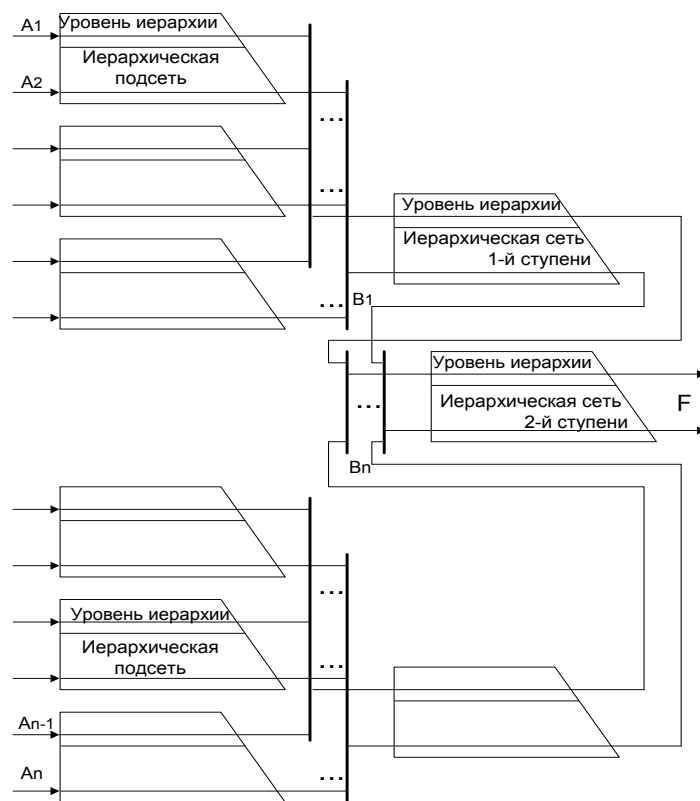 A1
Уровень иерархии
Иерархическая
подсеть
A2
...
...
Уровень иерархии
Иерархическая сеть
1-й ступени
...
B1
Уровень иерархии
...
Иерархическая сеть
2-й ступени
F
Bn
...
Уровень иерархии
Иерархическая
подсеть
...
An-1
An
...